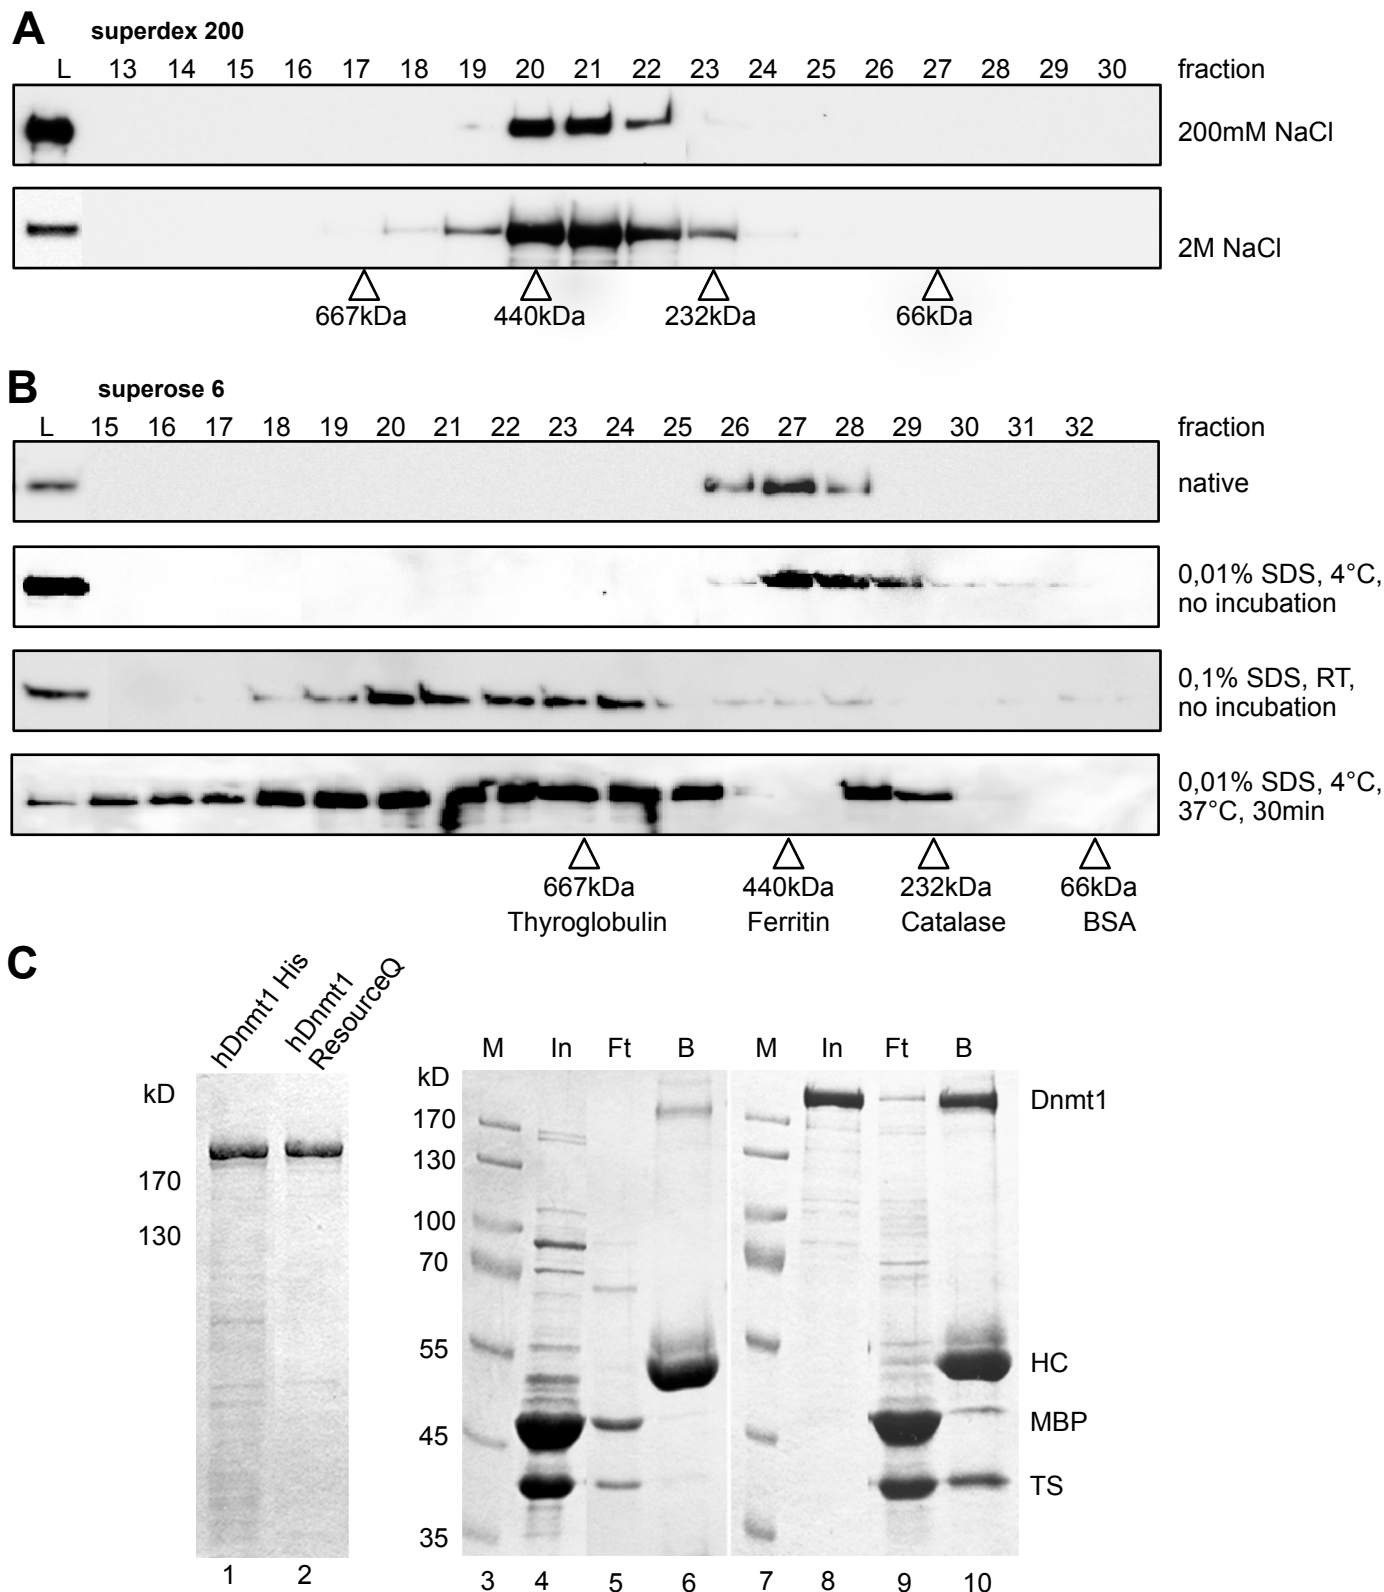 A superdex 200
L 13 14 15 16 17 18 19 20 21 22 23 24 25 26 27 28 29 30 fraction
200mM NaCl
2M NaCl
667kDa 440kDa 232kDa 66kDa
B superose 6
L 15 16 17 18 19 20 21 22 23 24 25 26 27 28 29 30 31 32 fraction
native
0,01% SDS, 4°C,
no incubation
0,1% SDS, RT,
no incubation
0,01% SDS, 4°C,
37°C, 30min
667kDa 440kDa 232kDa 66kDa
Thyroglobulin Ferritin Catalase BSA
C
hDnmt1 His
hDnmt1
ResourceQ
kD
170
130
1 2
M In Ft B M In Ft B
kD
170
130
100
70
55
45
35
Dnmt1
HC
MBP
TS
3 4 5 6 7 8 9 10